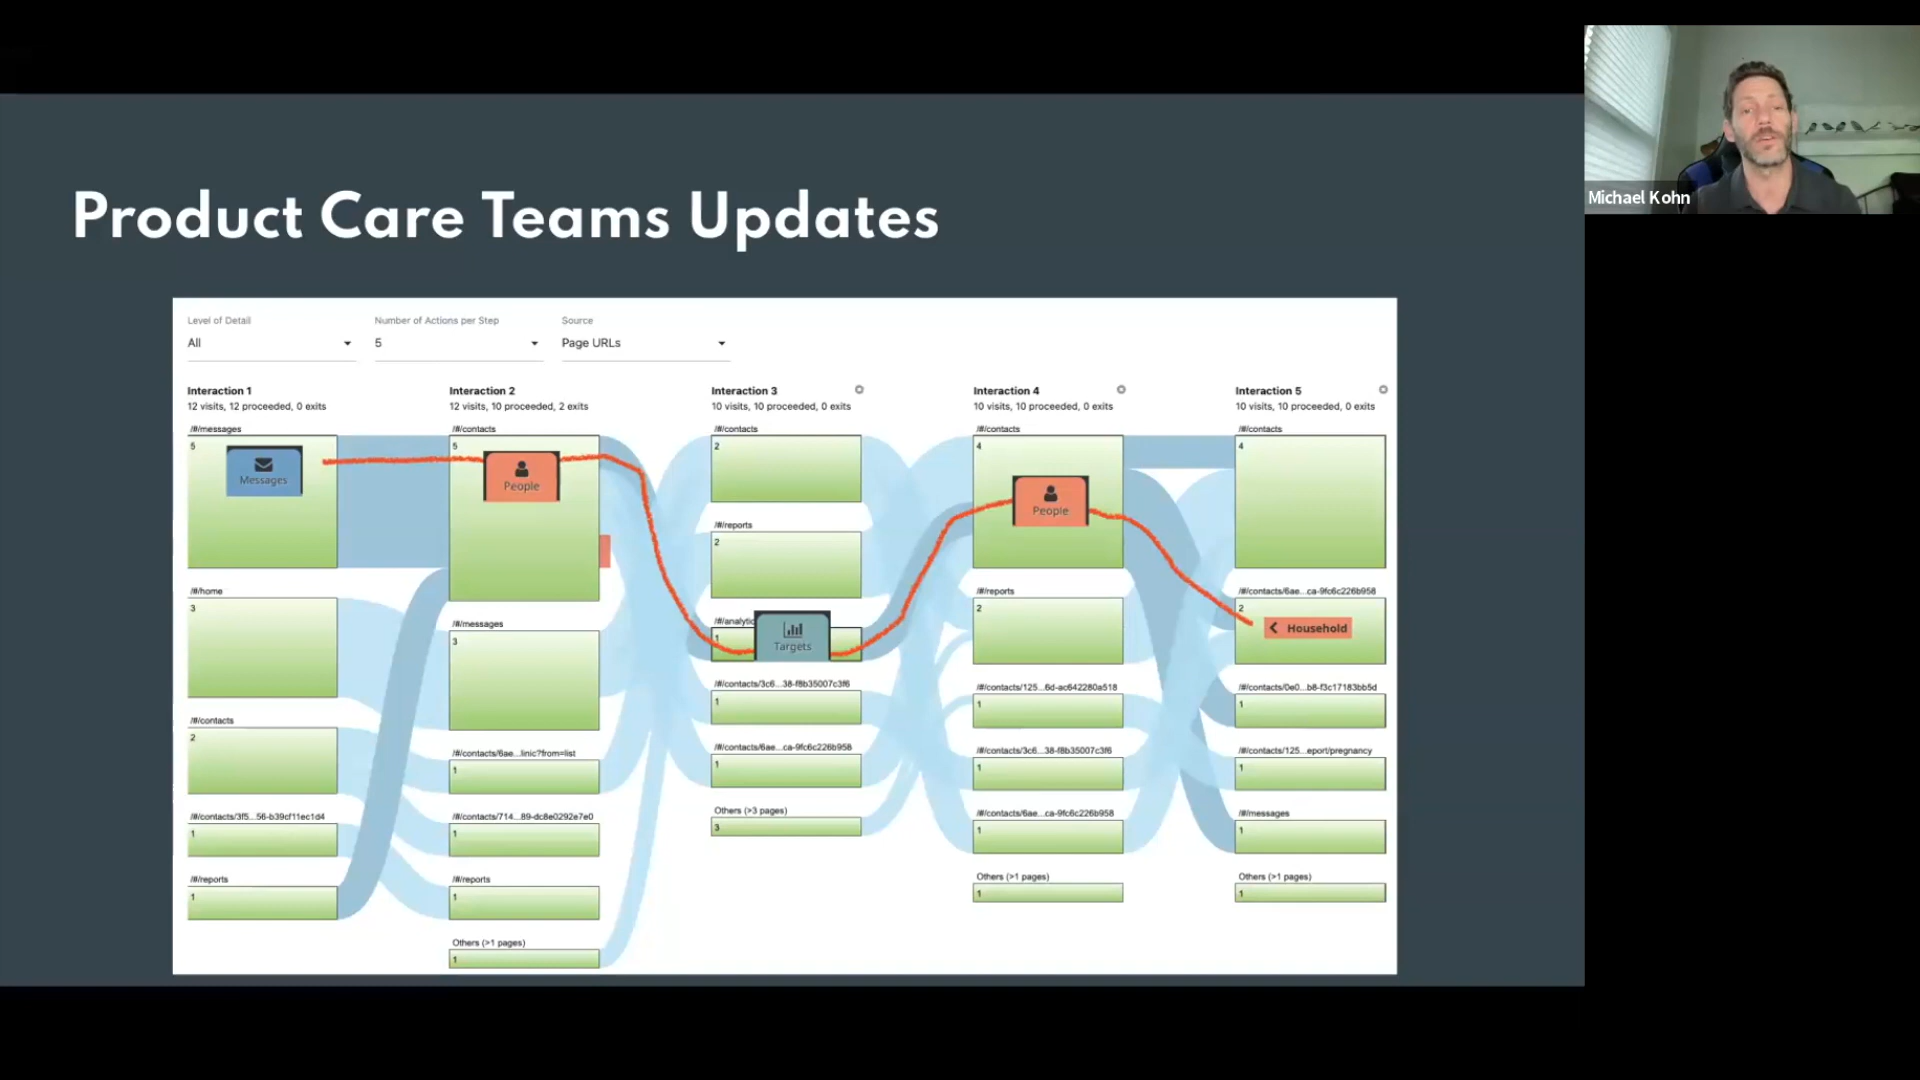 Product Care Teams Updates
Michael Kohn
Level of Detail
All
Number of Actions per Step
5
Source
Page URLs
Interaction 1
12 visits, 12 proceeded, 0 exits
/#/messages
5
Messages
/#/home
3
/#/contacts
2
/#/contacts/3f5...56-b39cf11ec1d4
1
/#/reports
1
Interaction 2
12 visits, 10 proceeded, 2 exits
/#/contacts
5
People
/#/messages
3
/#/contacts/6ae...linic?from=list
1
/#/contacts/714...89-dc8e0292e7e0
1
/#/reports
1
Others (>1 pages)
1
Interaction 3
10 visits, 10 proceeded, 0 exits
/#/contacts
2
/#/reports
2
/#/analytic
1
Targets
/#/contacts/3c6...38-f8b35007c3f6
1
/#/contacts/6ae...ca-9fc6c226b958
1
Others (>3 pages)
3
Interaction 4
10 visits, 10 proceeded, 0 exits
/#/contacts
4
People
/#/reports
2
/#/contacts/125...6d-ac642280a518
1
/#/contacts/3c6...38-f8b35007c3f6
1
/#/contacts/6ae...ca-9fc6c226b958
1
Others (>1 pages)
1
Interaction 5
10 visits, 10 proceeded, 0 exits
/#/contacts
4
/#/contacts/6ae...ca-9fc6c226b958
2
Household
/#/contacts/0e0...b8-f3c17183bb5d
1
/#/contacts/125...eport/pregnancy
1
/#/messages
1
Others (>1 pages)
1